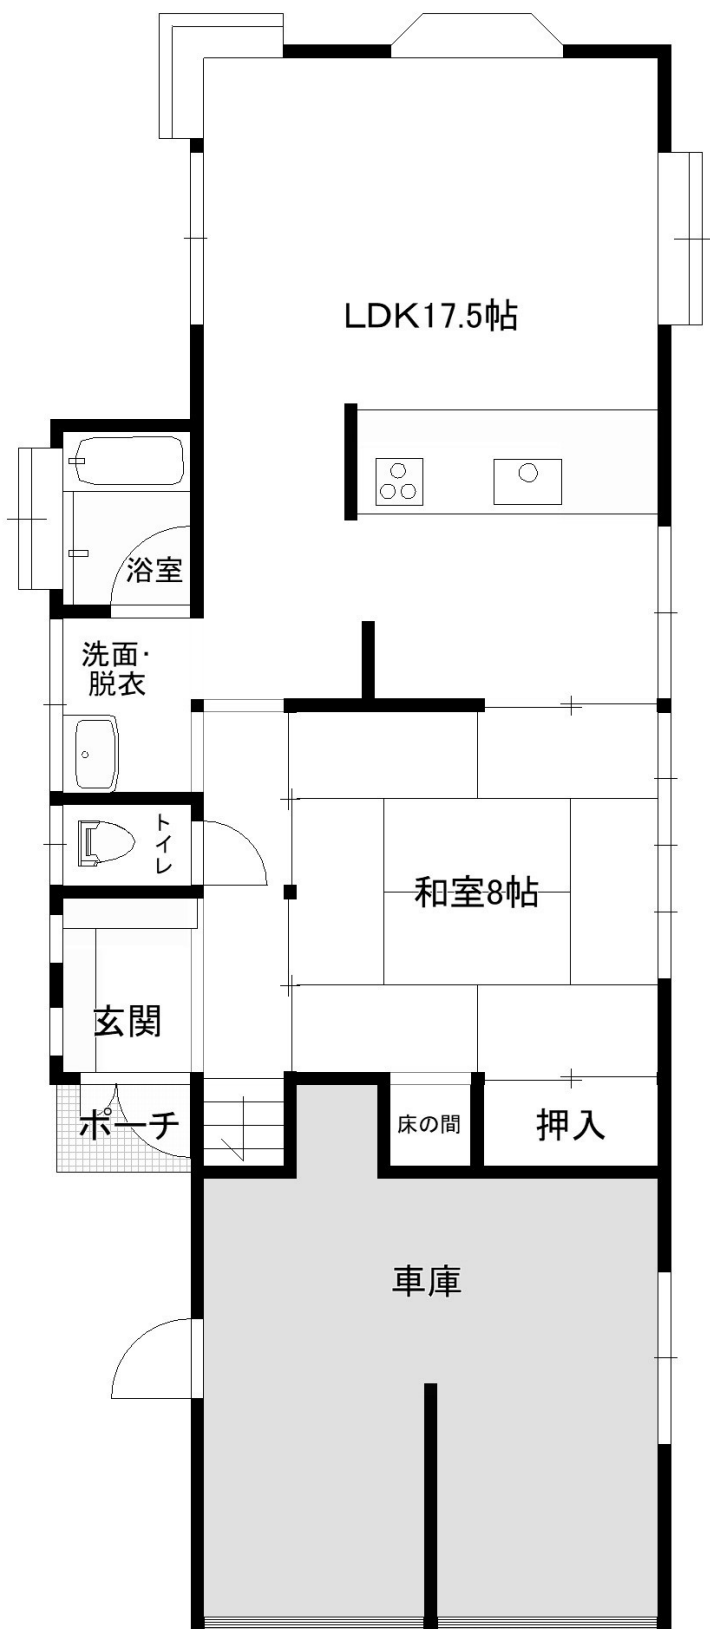 LDK17.5帖
浴室
洗面・
脱衣
トイレ
和室8帖
玄関
ポーチ
床の間
押入
車庫